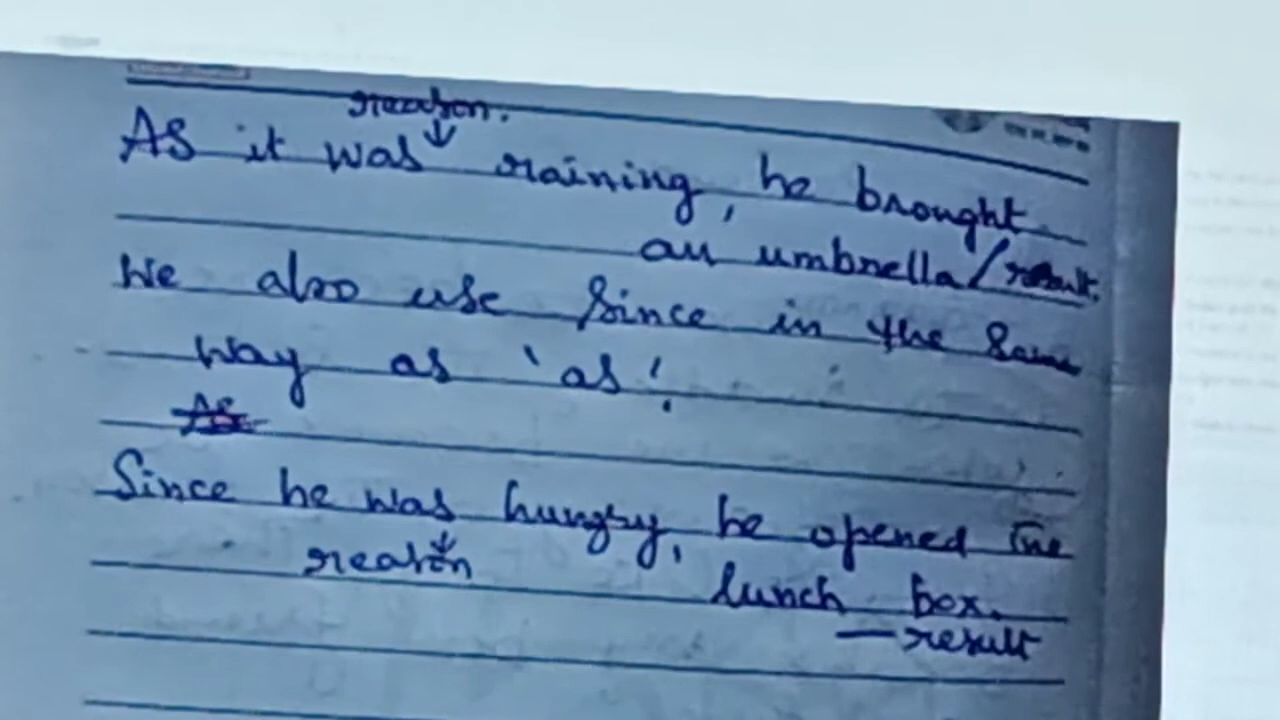 reason.
As it was raining, he brought
an umbrella/result.
We also use Since in the Same
way as 'as'.
As
Since he was hungry, he opened the
reason
lunch box.
—result